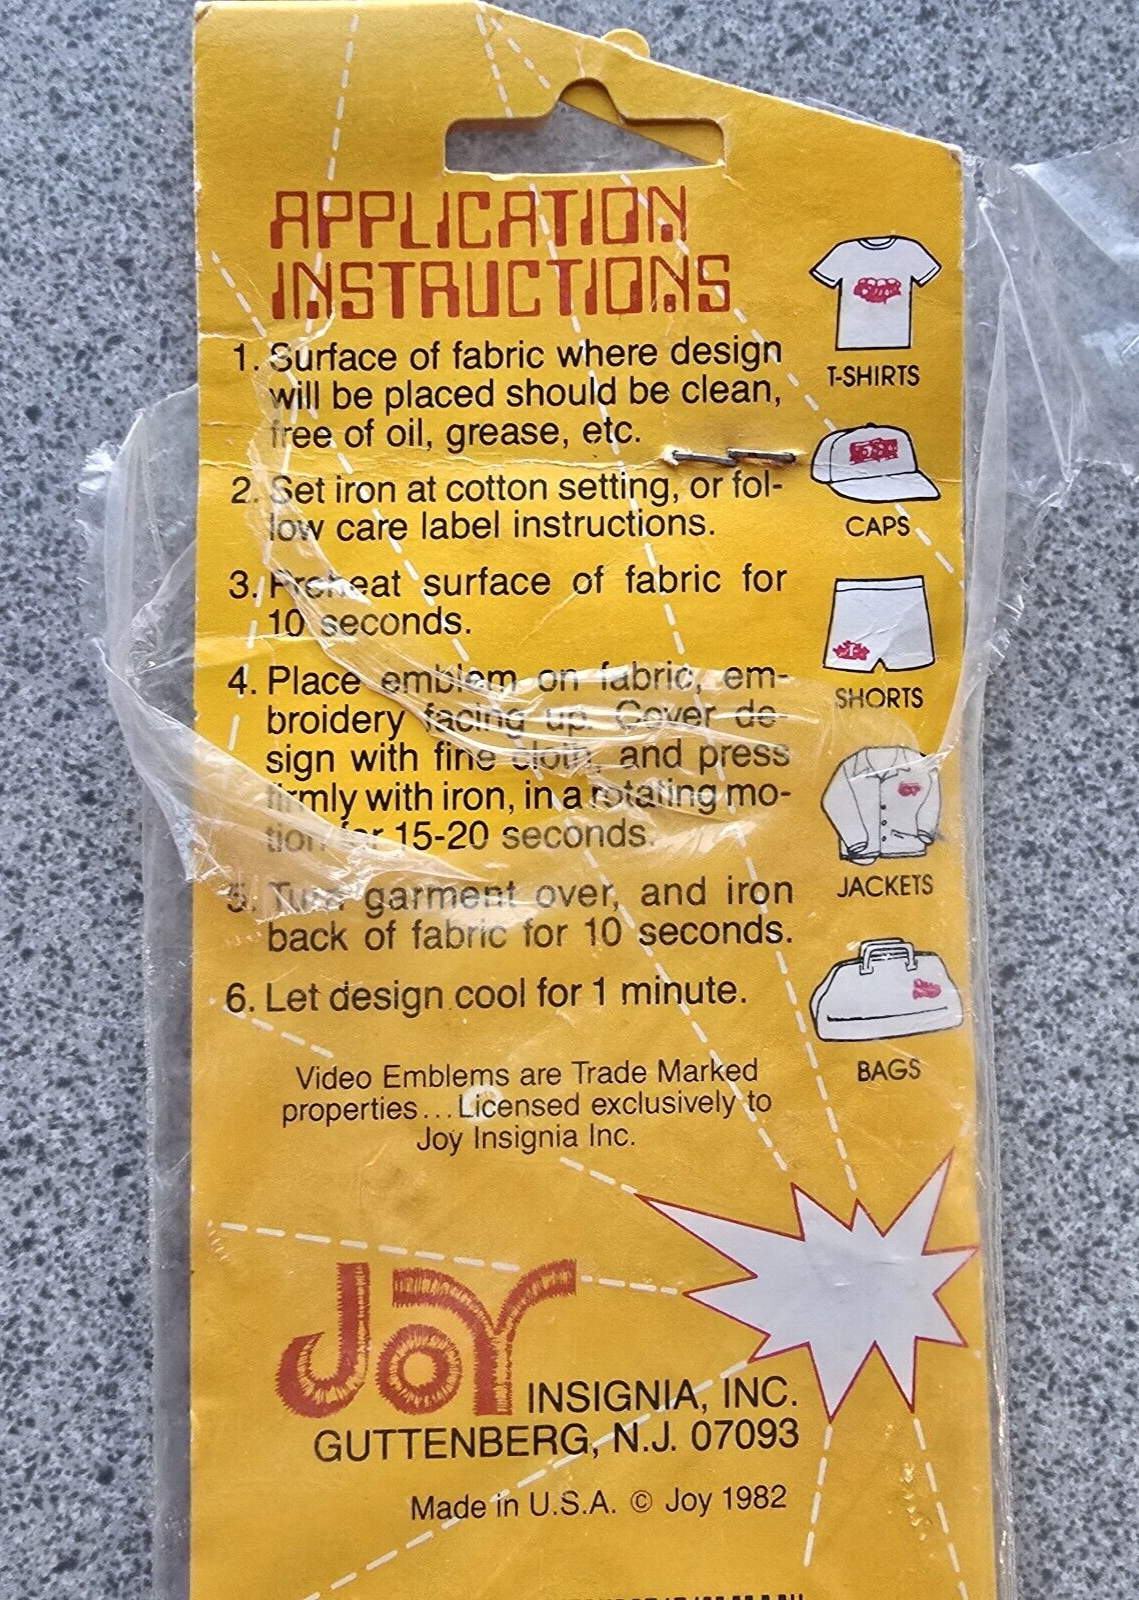 APPLICATION
INSTRUCTIONS
1. Surface of fabric where design
will be placed should be clean,
free of oil, grease, etc.
2. Set iron at cotton setting, or fol-
low care label instructions.
3. Preheat surface of fabric for
10 seconds.
4. Place emblem on fabric, em-
broidery facing up. Cover de-
sign with fine cloth, and press
firmly with iron, in a rotating mo-
tion for 15-20 seconds.
5. Turn garment over, and iron
back of fabric for 10 seconds.
6. Let design cool for 1 minute.
T-SHIRTS
CAPS
SHORTS
JACKETS
BAGS
Video Emblems are Trade Marked
properties...Licensed exclusively to
Joy Insignia Inc.
JOY INSIGNIA, INC.
GUTTENBERG, N.J. 07093
Made in U.S.A. © Joy 1982